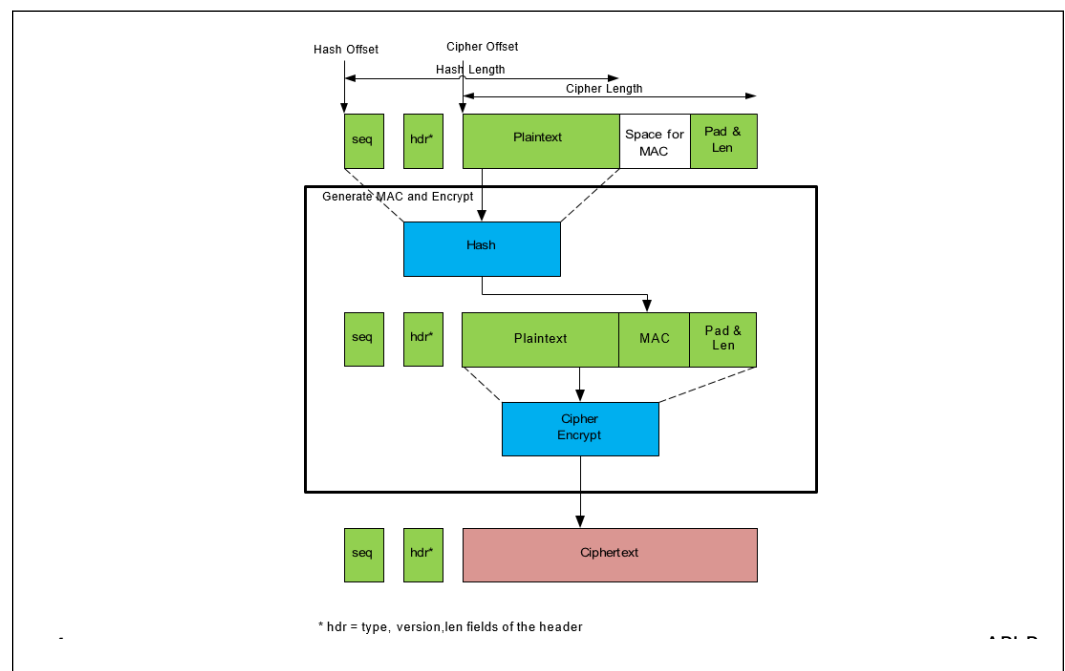 Hash Offset
Cipher Offset
Hash Length
Cipher Length
seq
hdr*
Plaintext
Space for
MAC
Pad &
Len
Generate MAC and Encrypt
Hash
seq
hdr*
Plaintext
MAC
Pad &
Len
Cipher
Encrypt
seq
hdr*
Ciphertext
* hdr = type, version,len fields of the header